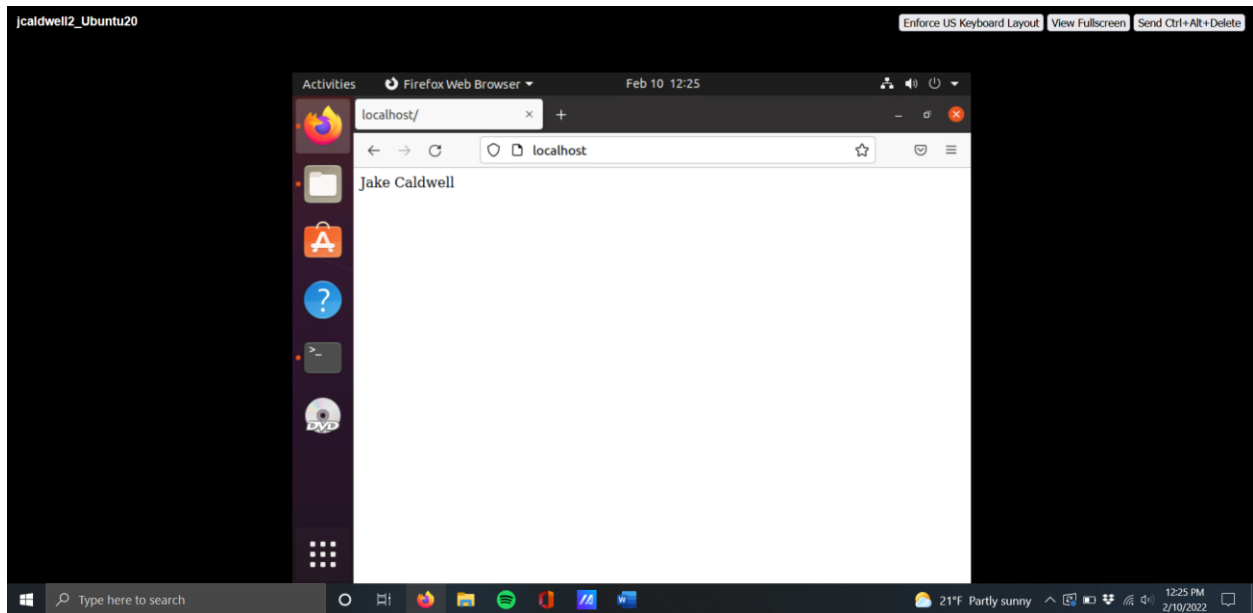 jcaldwell2_Ubuntu20
Enforce US Keyboard Layout View Fullscreen Send Ctrl+Alt+Delete
Activities Firefox Web Browser Feb 10 12:25
localhost/
localhost
Jake Caldwell
A
?
>_
DVD
Type here to search
W
21°F Partly sunny
12:25 PM
2/10/2022